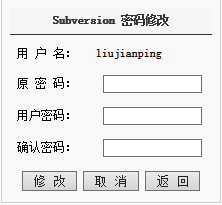 Subversion 密码修改
用 户 名： liujianping
原 密 码：
用户密码：
确认密码：
修 改 取 消 返 回